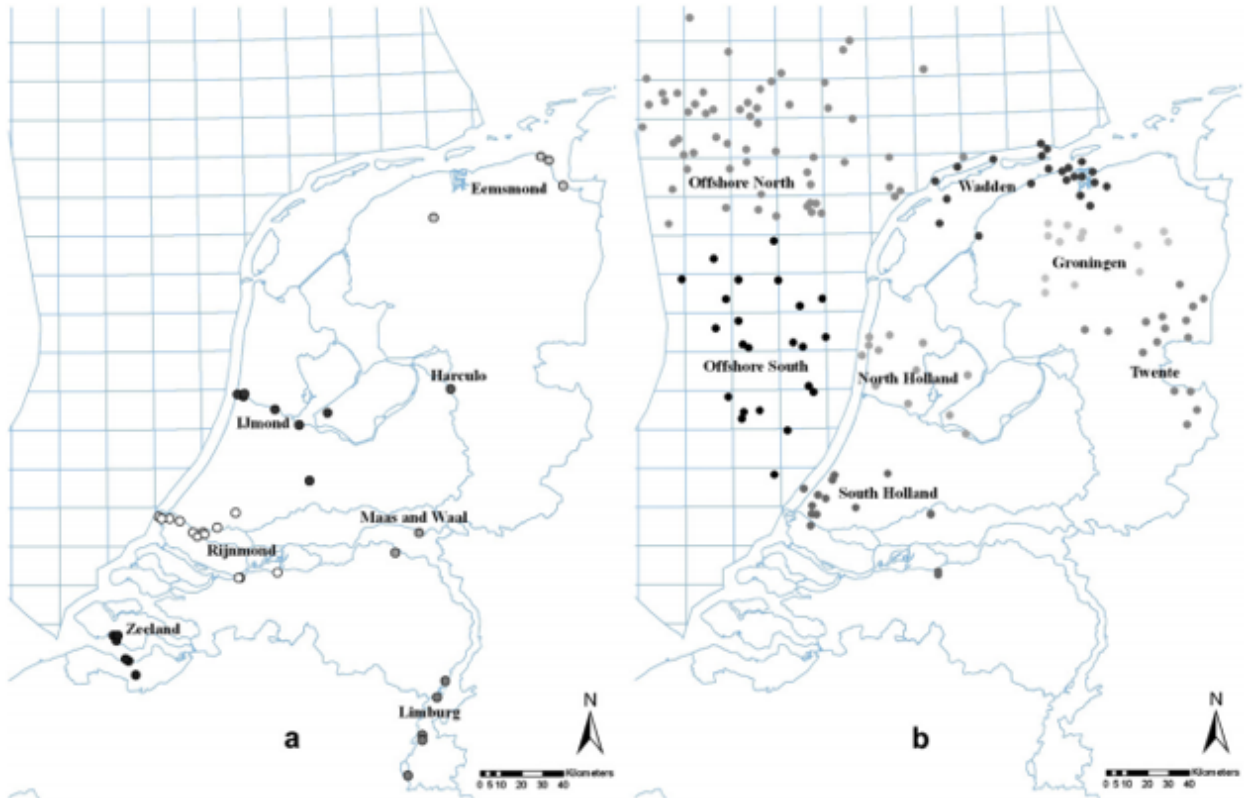 Eemsmond
Harculo
IJmond
Maas and Waal
Rijnmond
Zeeland
Limburg
a
N
Kilometers
0 5 10 20 30 40
Offshore North
Wadden
Groningen
Offshore South
North Holland
Twente
South Holland
b
N
Kilometers
0 5 10 20 30 40